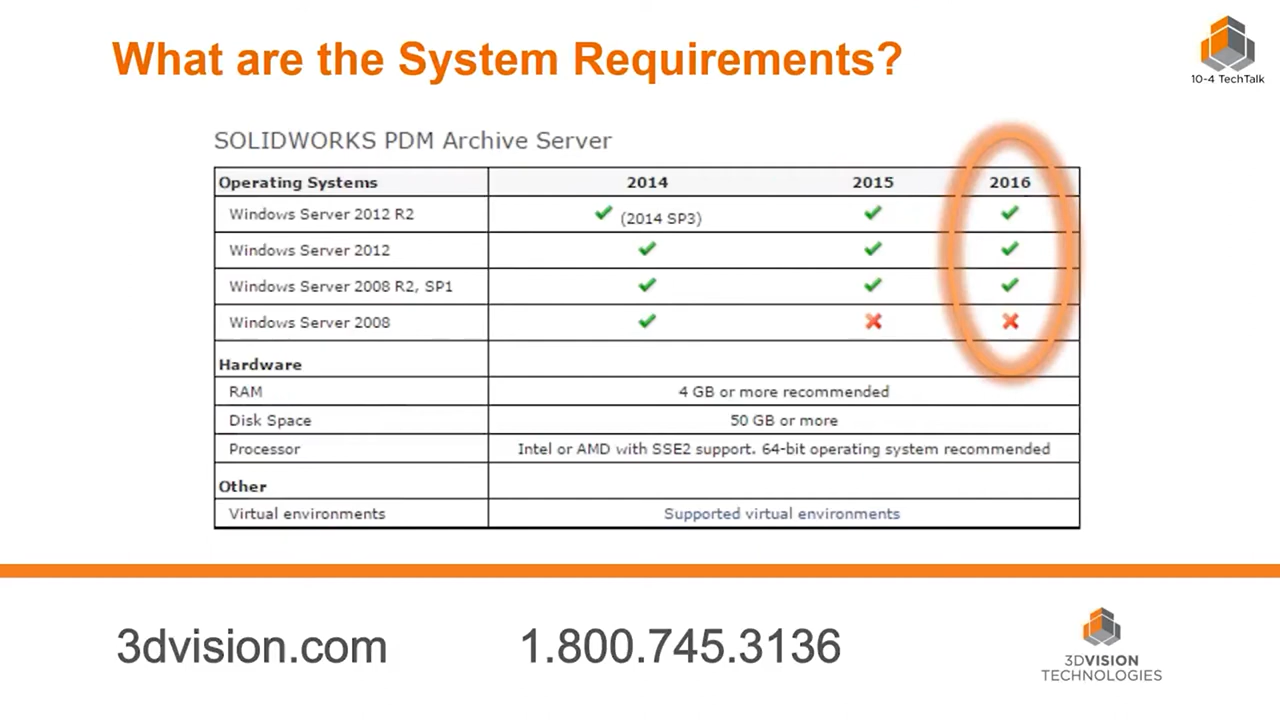 What are the System Requirements?
10-4 TechTalk
SOLIDWORKS PDM Archive Server
Operating Systems 2014 2015 2016
Windows Server 2012 R2 (2014 SP3)
Windows Server 2012
Windows Server 2008 R2, SP1
Windows Server 2008
Hardware
RAM 4 GB or more recommended
Disk Space 50 GB or more
Processor Intel or AMD with SSE2 support. 64-bit operating system recommended
Other
Virtual environments Supported virtual environments
3dvision.com 1.800.745.3136
3DVISION
TECHNOLOGIES